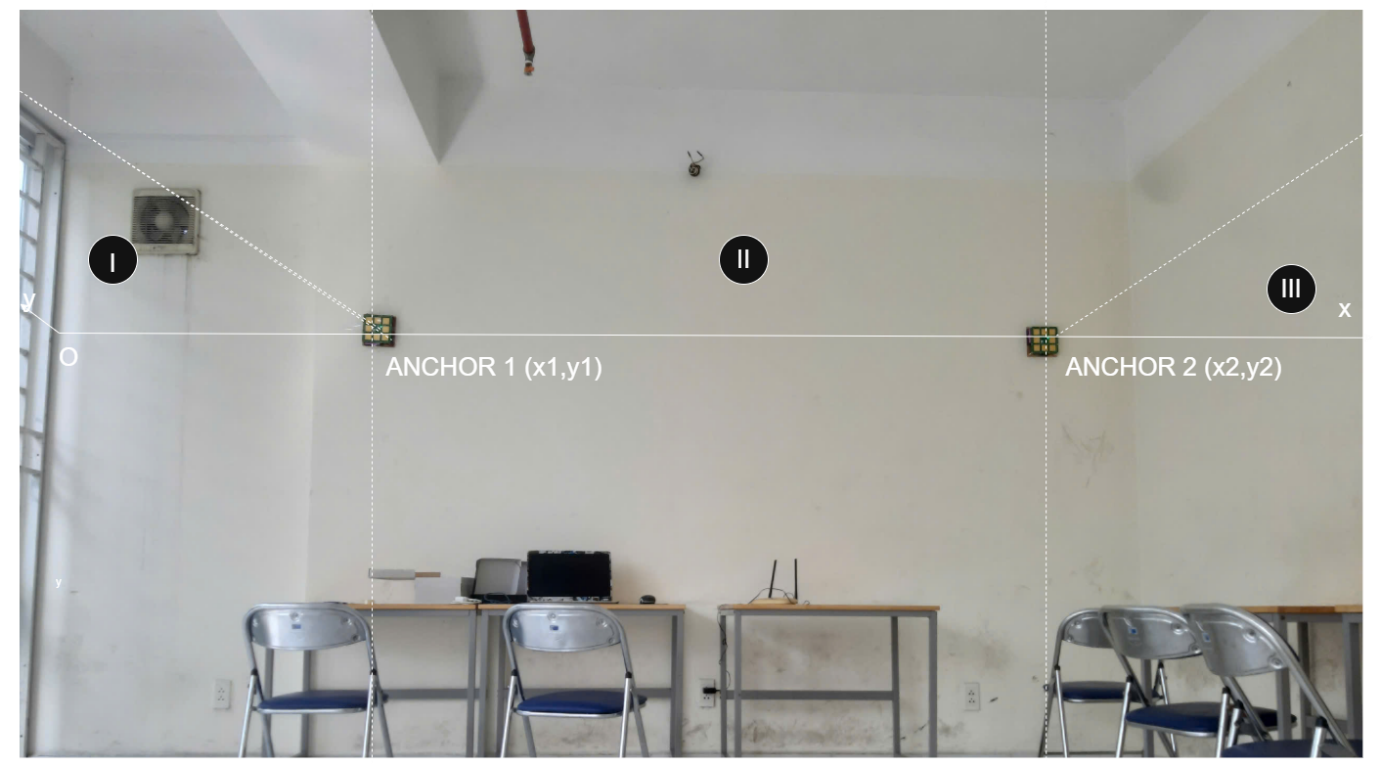 I
II
III
y
x
O
ANCHOR 1 (x1,y1)
ANCHOR 2 (x2,y2)
y